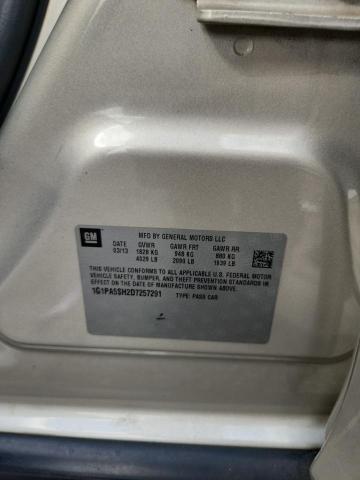 GM
MFD BY GENERAL MOTORS LLC
DATE GVWR GAWR FRT GAWR RR
03/13 1828 KG 948 KG 880 KG
4029 LB 2090 LB 1939 LB
THIS VEHICLE CONFORMS TO ALL APPLICABLE U.S. FEDERAL MOTOR
VEHICLE SAFETY, BUMPER, AND THEFT PREVENTION STANDARDS IN
EFFECT ON THE DATE OF MANUFACTURE SHOWN ABOVE.
1G1PA5SH2D7257291 TYPE: PASS CAR